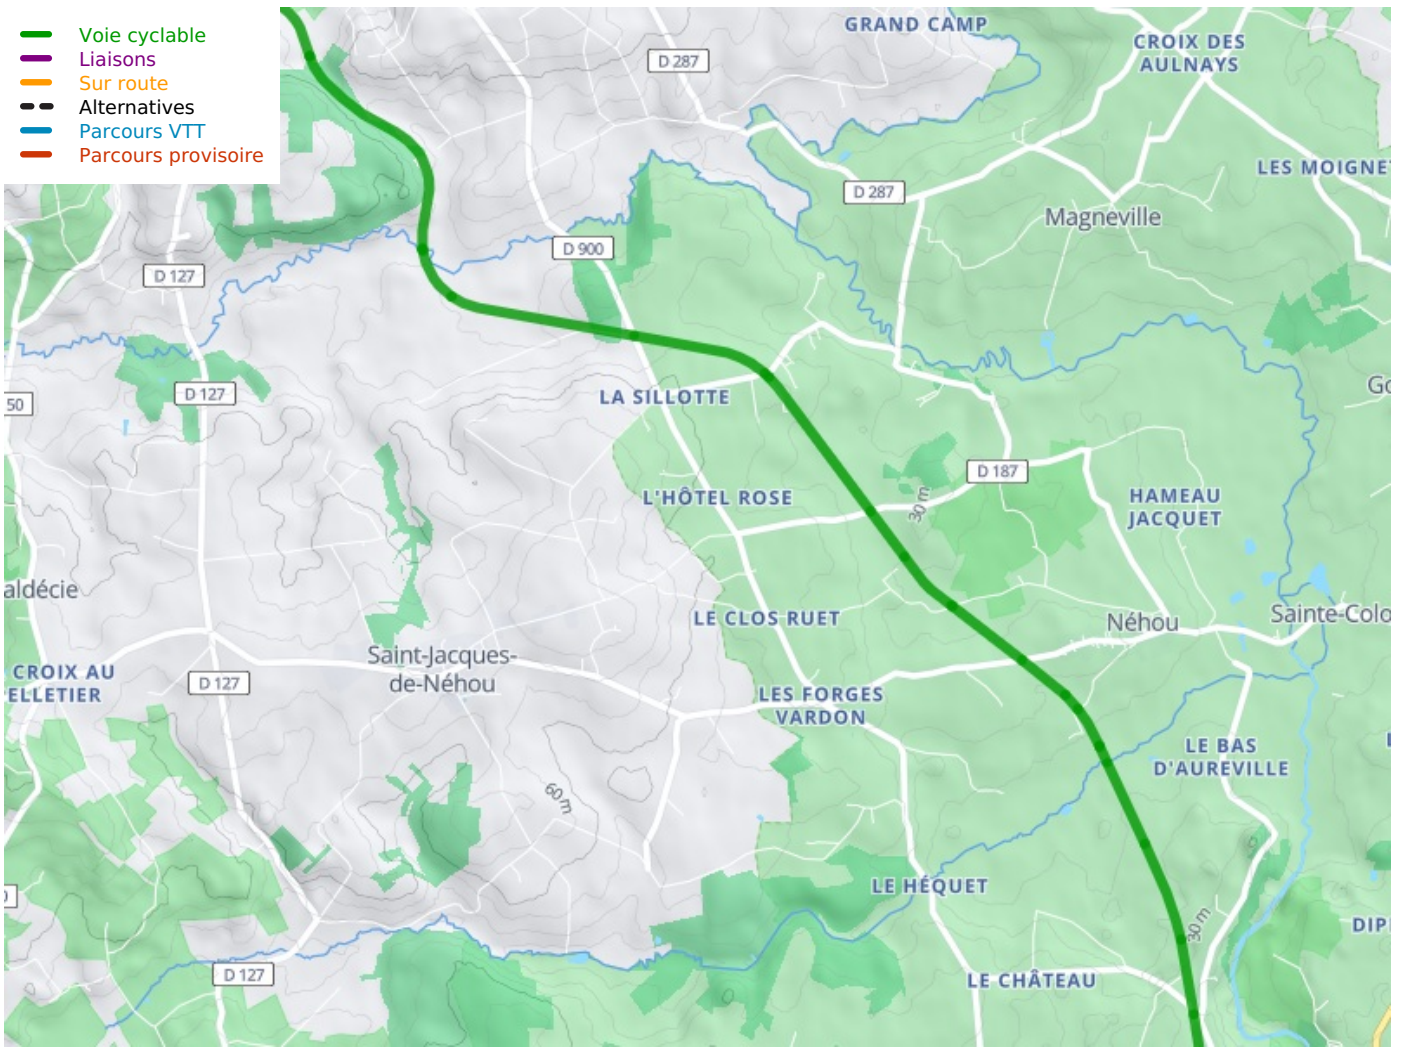 Voie cyclable
Liaisons
Sur route
Alternatives
Parcours VTT
Parcours provisoire
GRAND CAMP
CROIX DES
AULNAYS
D 287
LES MOIGNE
D 287
Magneville
D 900
D 127
D 127
50
LA SILLOTTE
Go
D 187
L'HÔTEL ROSE
30 m
HAMEAU
JACQUET
aldécie
LE CLOS RUET
Néhou
Sainte-Colo
Saint-Jacques-
de-Néhou
CROIX AU
ELLETIER
D 127
LES FORGES
VARDON
LE BAS
D'AUREVILLE
60 m
LE HÉQUET
30 m
DIP
D 127
LE CHÂTEAU